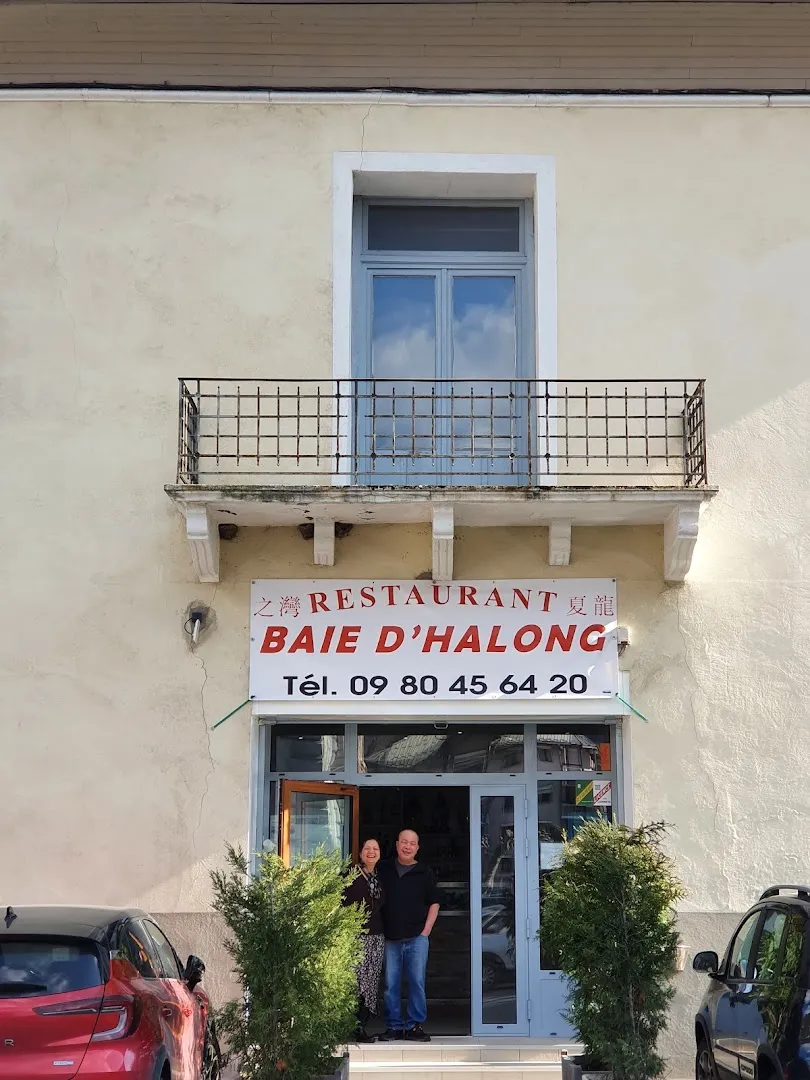 之灣 RESTAURANT 夏龍
BAIE D'HALONG
Tél. 09 80 45 64 20